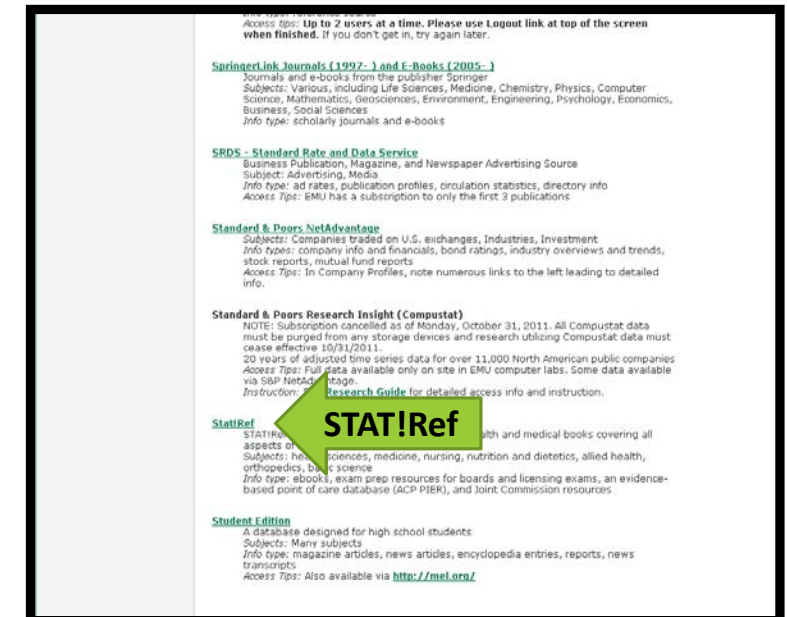 Info type: reference source
Access tips: Up to 2 users at a time. Please use Logout link at top of the screen
when finished. If you don't get in, try again later.
SpringerLink Journals (1997- ) and E-Books (2005- )
Journals and e-books from the publisher Springer
Subjects: Various, including Life Sciences, Medicine, Chemistry, Physics, Computer
Science, Mathematics, Geosciences, Environment, Engineering, Psychology, Economics,
Business, Social Sciences
Info type: scholarly journals and e-books
SRDS - Standard Rate and Data Service
Business Publication, Magazine, and Newspaper Advertising Source
Subject: Advertising, Media
Info type: ad rates, publication profiles, circulation statistics, directory info
Access Tips: EMU has a subscription to only the first 3 publications
Standard & Poors NetAdvantage
Subjects: Companies traded on U.S. exchanges, Industries, Investment
Info types: company info and financials, bond ratings, industry overviews and trends,
stock reports, mutual fund reports
Access Tips: In Company Profiles, note numerous links to the left leading to detailed
info.
Standard & Poors Research Insight (Compustat)
NOTE: Subscription cancelled as of Monday, October 31, 2011. All Compustat data
must be purged from any storage devices and research utilizing Compustat data must
cease effective 10/31/2011.
20 years of adjusted time series data for over 11,000 North American public companies
Access Tips: Full data available only on site in EMU computer labs. Some data available
via S&P NetAdvantage.
Instruction: Research Guide for detailed access info and instruction.
Stat!Ref
STAT!Ref
and medical books covering all
aspects of
Subjects: sciences, medicine, nursing, nutrition and dietetics, allied health,
orthopedics, science
Info type: ebooks, exam prep resources for boards and licensing exams, an evidence-
based point of care database (ACP PIER), and Joint Commission resources
Student Edition
A database designed for high school students
Subjects: Many subjects
Info type: magazine articles, news articles, encyclopedia entries, reports, news
transcripts
Access Tips: Also available via http://mel.org/